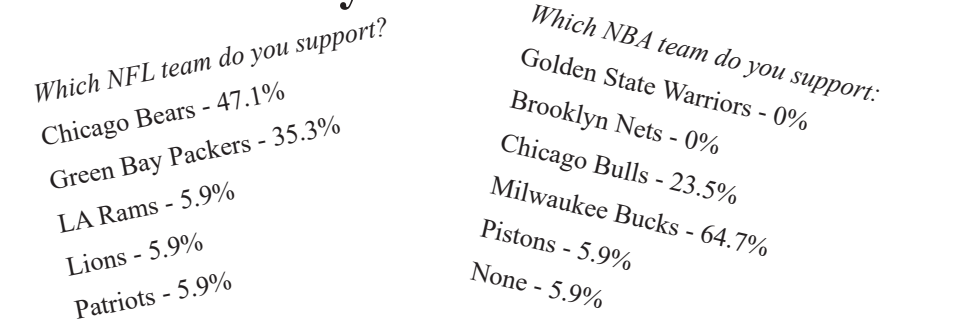 Which NFL team do you support?
Chicago Bears - 47.1%
Green Bay Packers - 35.3%
LA Rams - 5.9%
Lions - 5.9%
Patriots - 5.9%
Which NBA team do you support:
Golden State Warriors - 0%
Brooklyn Nets - 0%
Chicago Bulls - 23.5%
Milwaukee Bucks - 64.7%
Pistons - 5.9%
None - 5.9%